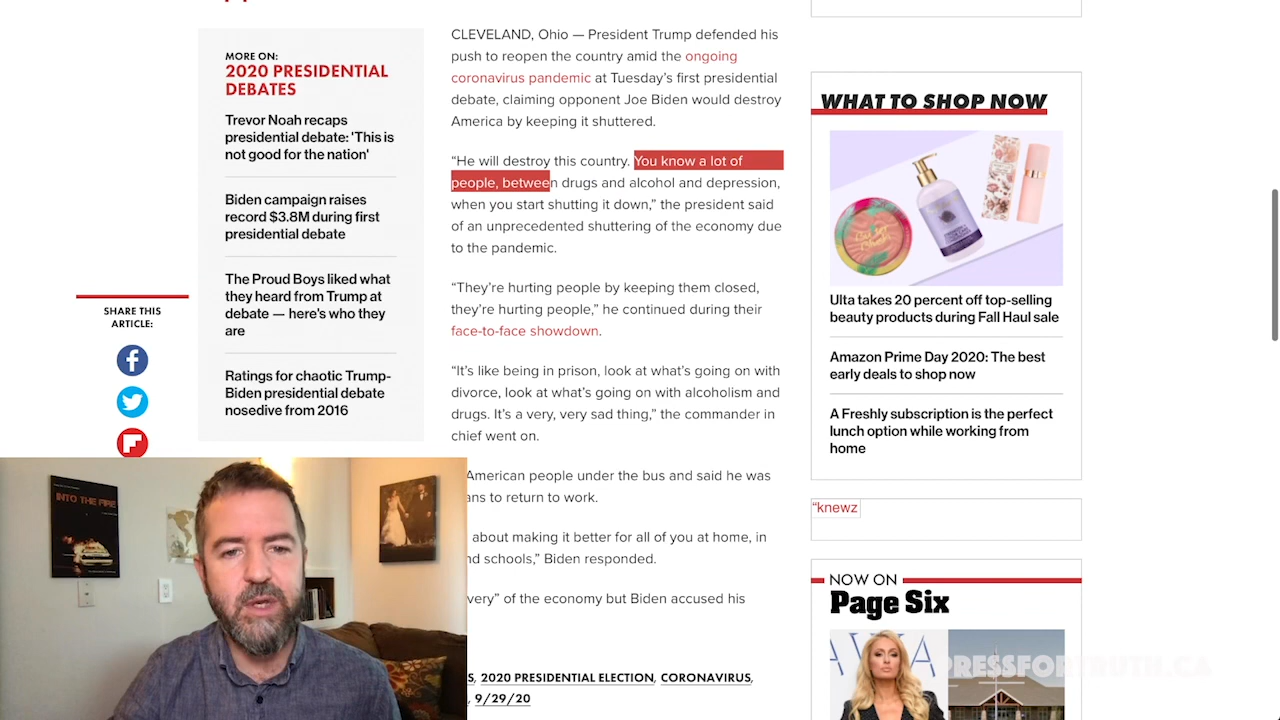 MORE ON:
2020 PRESIDENTIAL
DEBATES
Trevor Noah recaps
presidential debate: 'This is
not good for the nation'
Biden campaign raises
record $3.8M during first
presidential debate
The Proud Boys liked what
they heard from Trump at
debate — here's who they
are
Ratings for chaotic Trump-
Biden presidential debate
nosedive from 2016
SHARE THIS
ARTICLE:
CLEVELAND, Ohio — President Trump defended his
push to reopen the country amid the ongoing
coronavirus pandemic at Tuesday's first presidential
debate, claiming opponent Joe Biden would destroy
America by keeping it shuttered.
“He will destroy this country. You know a lot of
people, between drugs and alcohol and depression,
when you start shutting it down,” the president said
of an unprecedented shuttering of the economy due
to the pandemic.
“They're hurting people by keeping them closed,
they're hurting people,” he continued during their
face-to-face showdown.
“It's like being in prison, look at what's going on with
divorce, look at what's going on with alcoholism and
drugs. It's a very, very sad thing,” the commander in
chief went on.
American people under the bus and said he was
ans to return to work.
about making it better for all of you at home, in
nd schools,” Biden responded.
very” of the economy but Biden accused his
S, 2020 PRESIDENTIAL ELECTION, CORONAVIRUS,
, 9/29/20
WHAT TO SHOP NOW
Ulta takes 20 percent off top-selling
beauty products during Fall Haul sale
Amazon Prime Day 2020: The best
early deals to shop now
A Freshly subscription is the perfect
lunch option while working from
home
“knewz
NOW ON
Page Six
PRESSFORTRUTH.CA
INTO THE FIRE